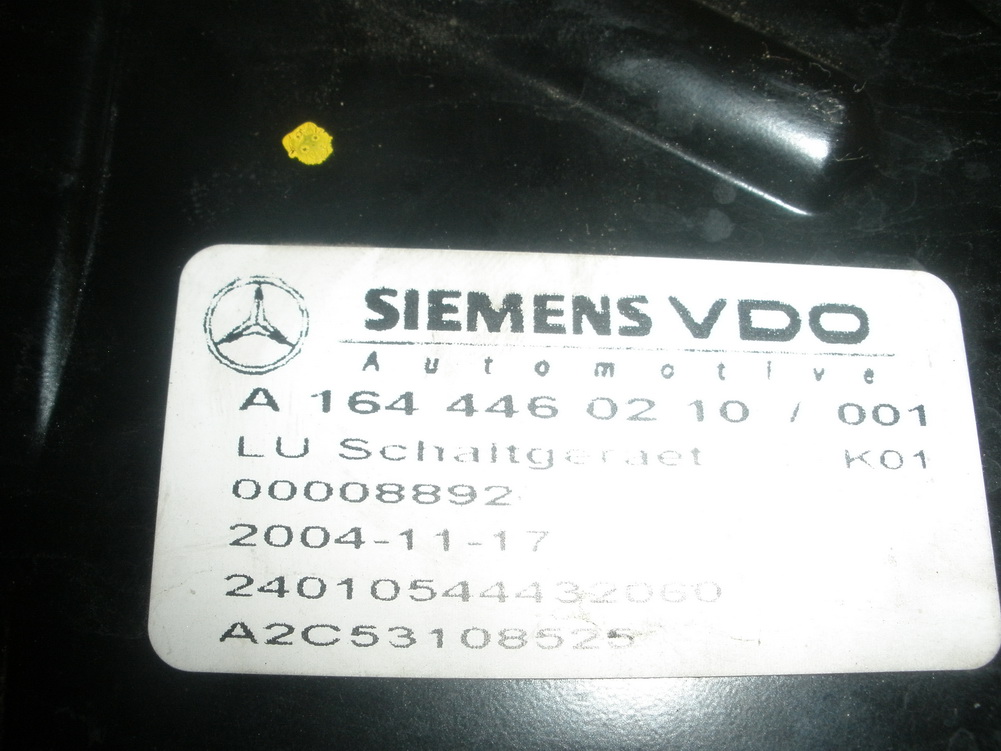 SIEMENS VDO
Automotive
A 164 446 02 10 / 001
LU Schaltgeraet K01
00008892
2004-11-17
24010544432060
A2C53108525